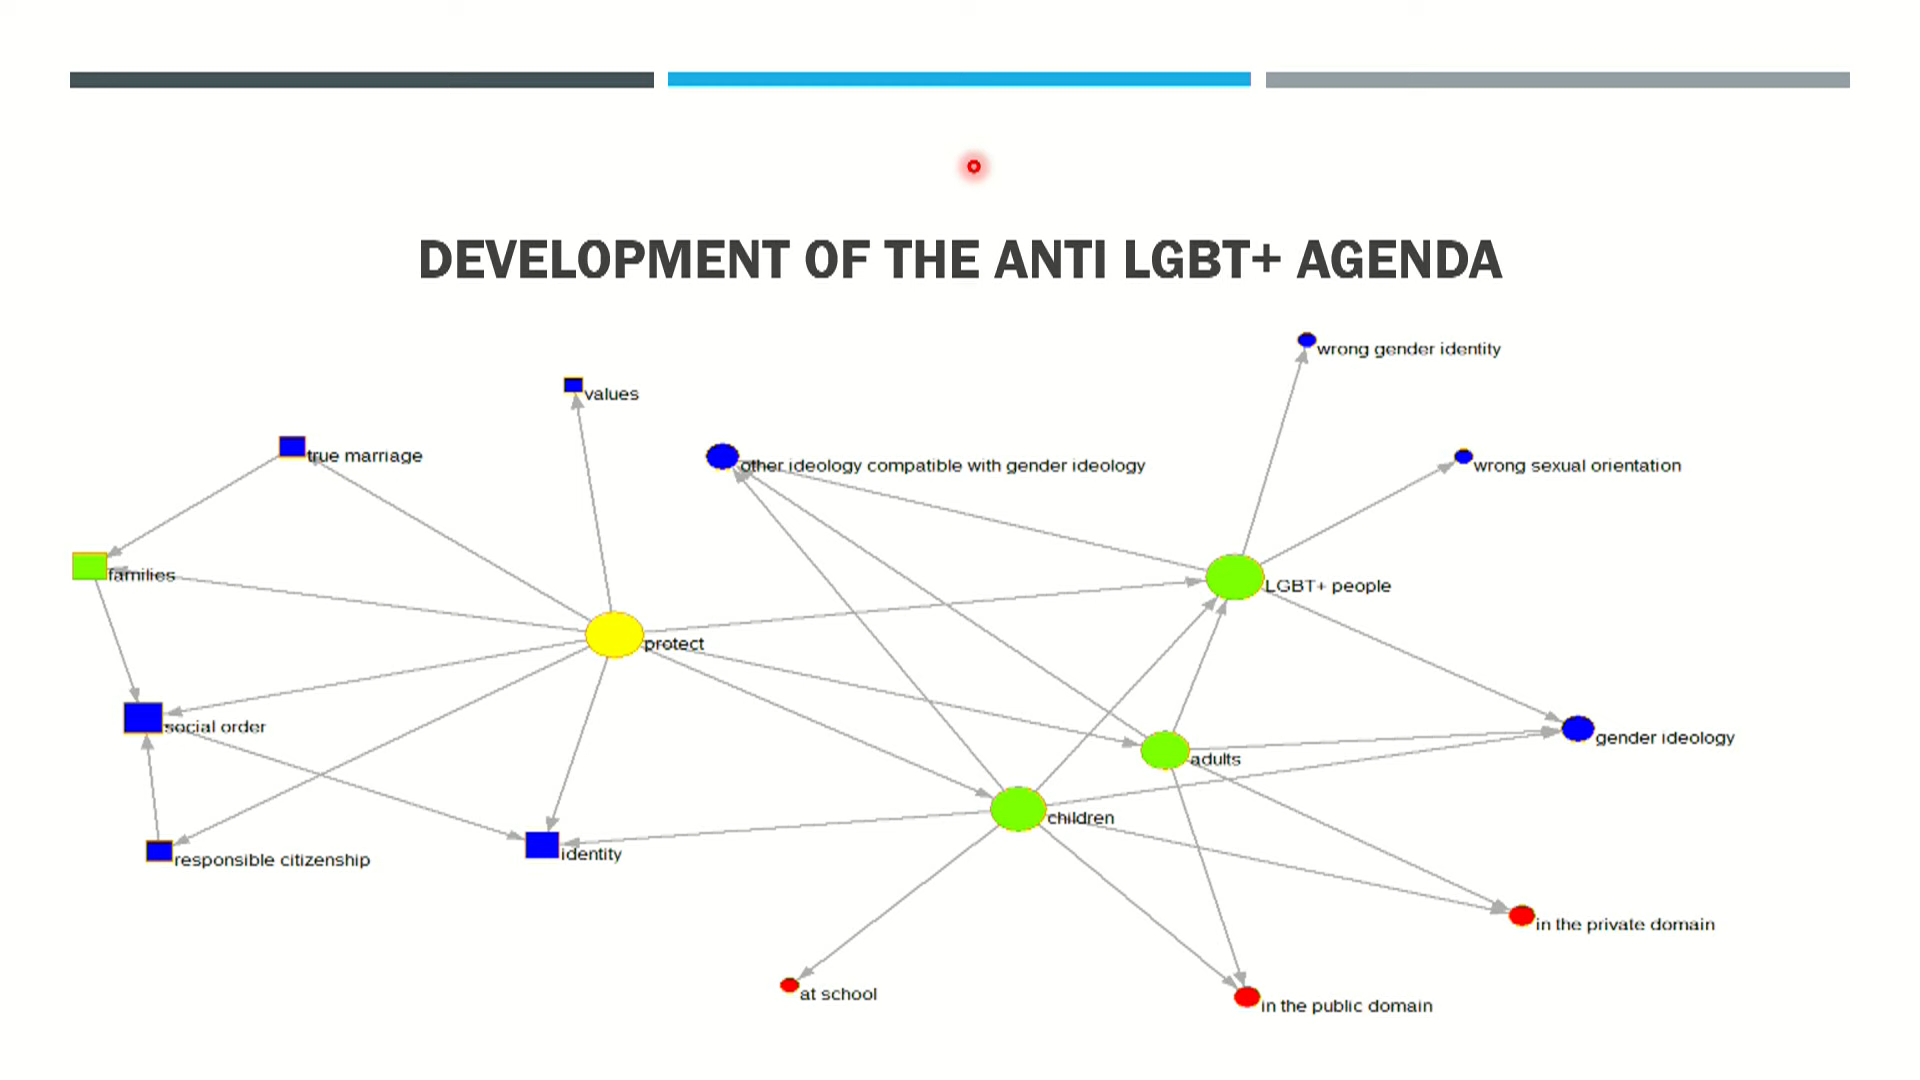 DEVELOPMENT OF THE ANTI LGBT+ AGENDA
wrong gender identity
values
true marriage
other ideology compatible with gender ideology
wrong sexual orientation
families
LGBT+ people
protect
social order
gender ideology
adults
children
responsible citizenship
identity
in the private domain
at school
in the public domain